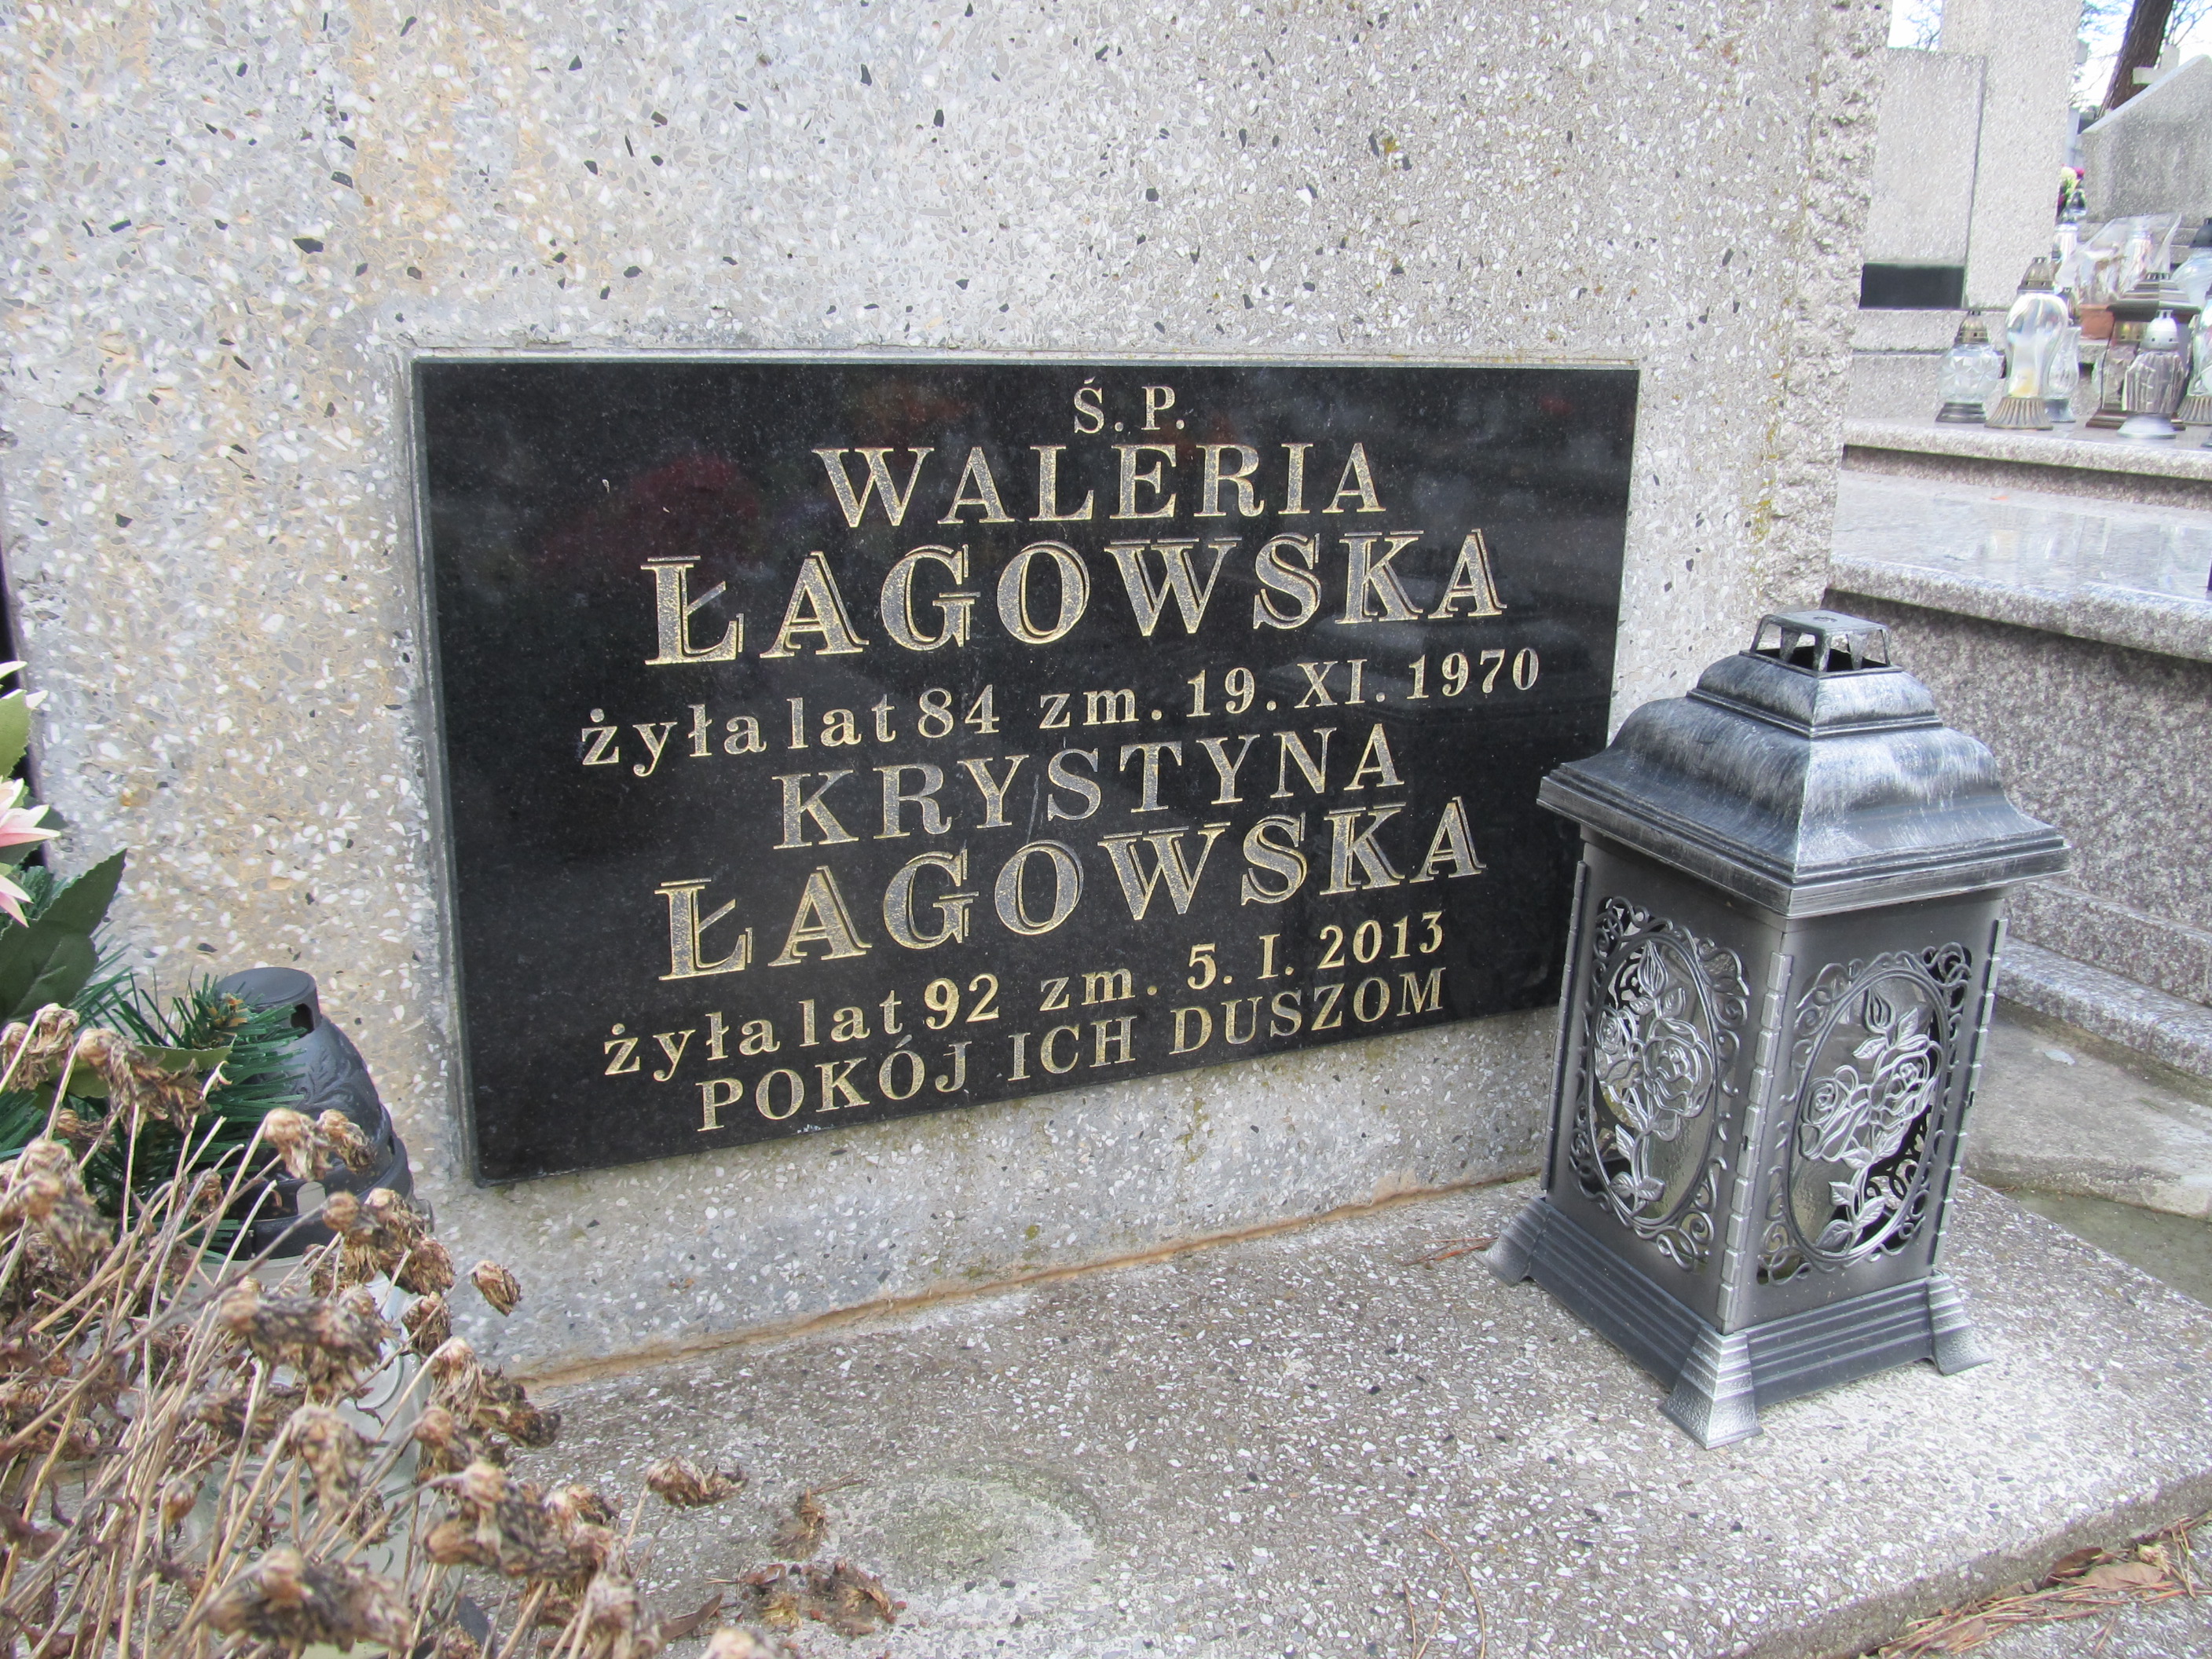 Ś. P.
WALERIA
ŁAGOWSKA
żyła lat 84 zm. 19. XI. 1970
KRYSTYNA
ŁAGOWSKA
żyła lat 92 zm. 5. I. 2013
POKÓJ ICH DUSZOM